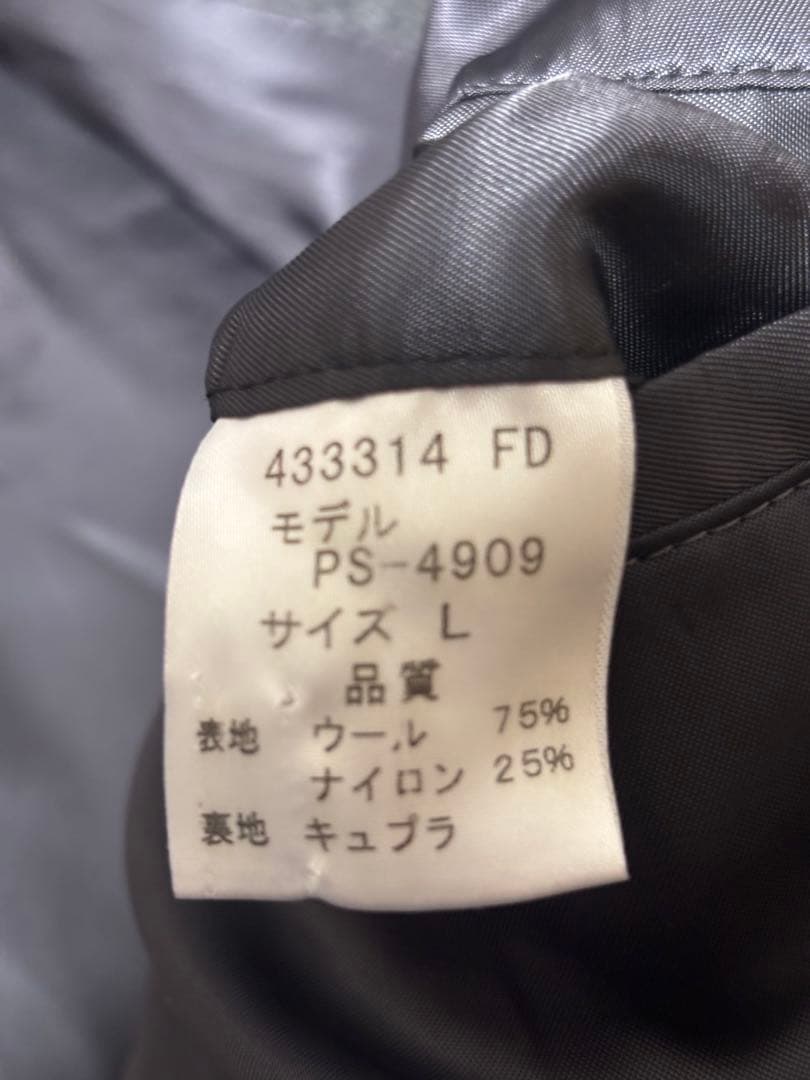 433314 FD
モデル
PS-4909
サイズ L
品質
表地 ウール 75%
ナイロン 25%
裏地 キュプラ